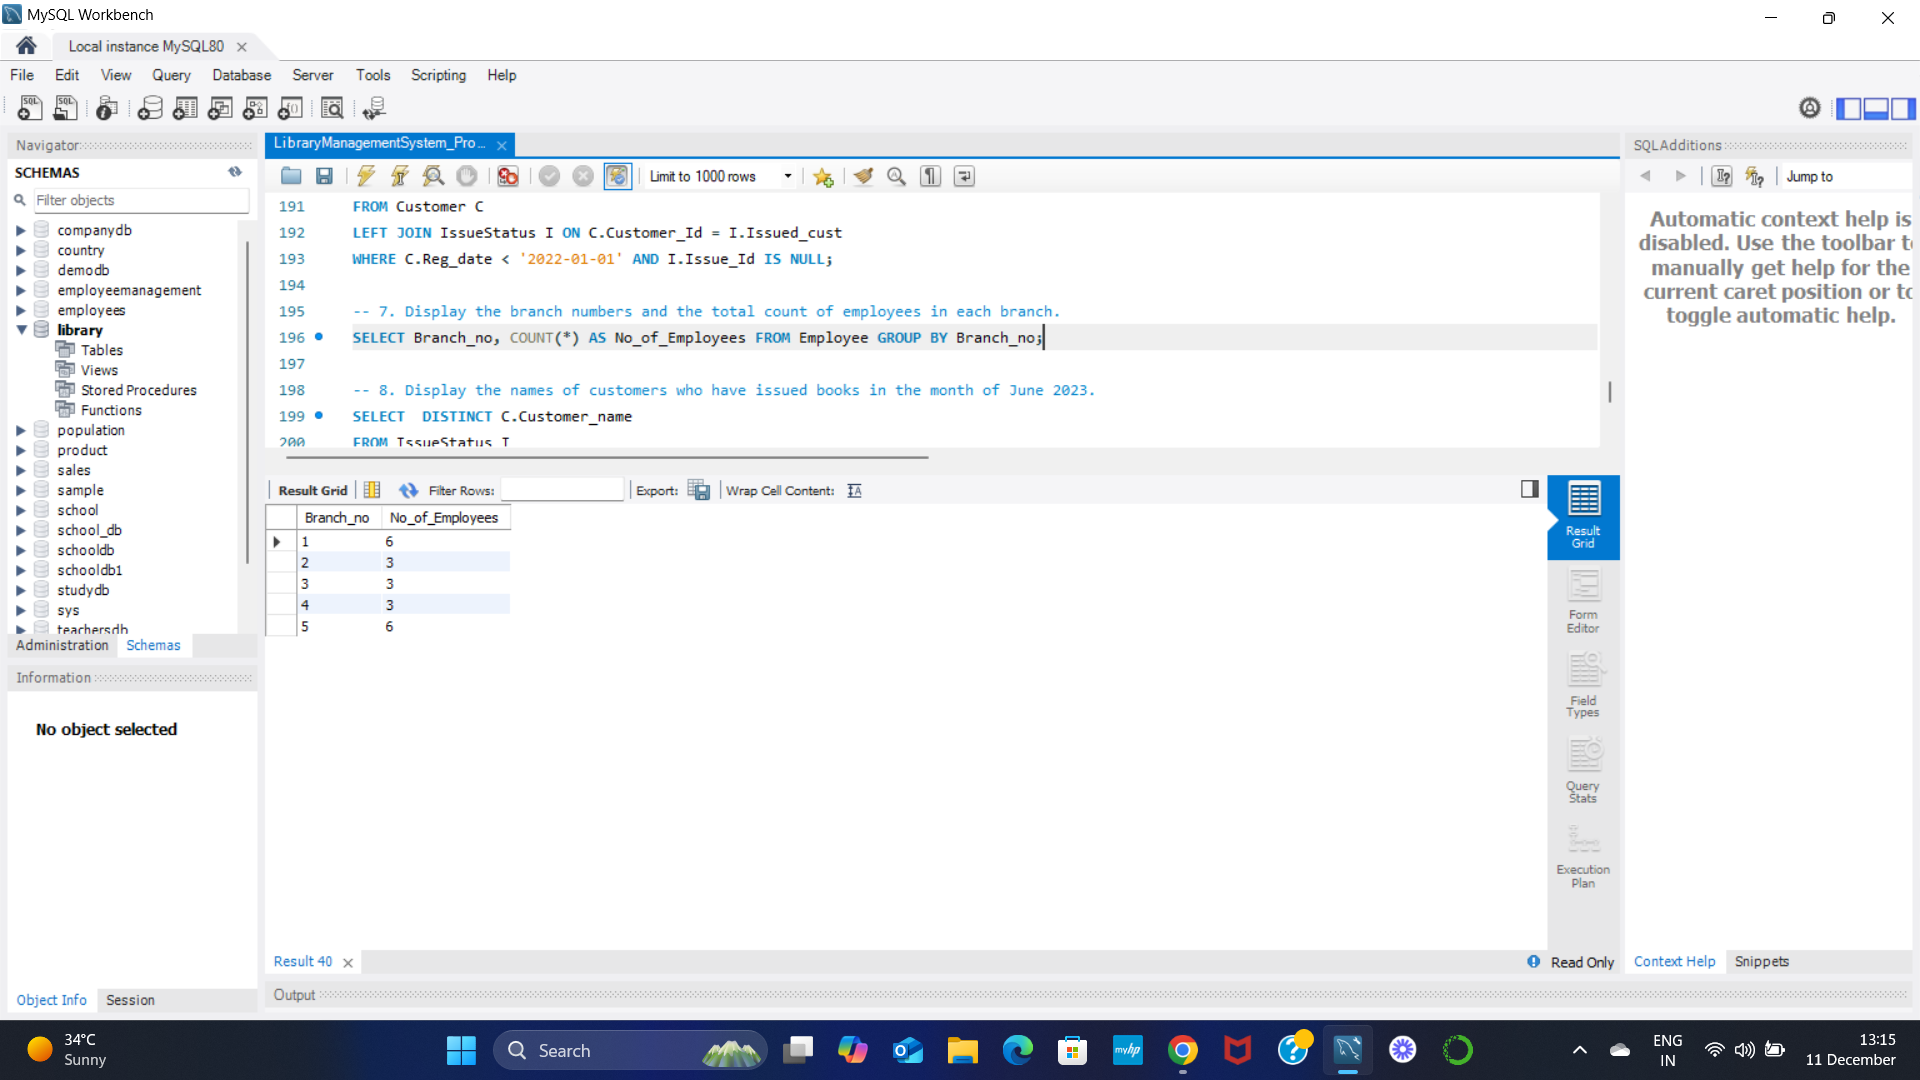 MySQL Workbench
Local instance MySQL80
File Edit View Query Database Server Tools Scripting Help
Navigator
SCHEMAS
Filter objects
companydb
country
demodb
employeemanagement
employees
library
Tables
Views
Stored Procedures
Functions
population
product
sales
sample
school
school_db
schooldb
schooldb1
studydb
sys
teachersdb
Administration Schemas
Information
No object selected
Object Info Session
LibraryManagementSystem_Pro...
Limit to 1000 rows
191 FROM Customer C
192 LEFT JOIN IssueStatus I ON C.Customer_Id = I.Issued_cust
193 WHERE C.Reg_date < '2022-01-01' AND I.Issue_Id IS NULL;
194
195 -- 7. Display the branch numbers and the total count of employees in each branch.
196 SELECT Branch_no, COUNT(*) AS No_of_Employees FROM Employee GROUP BY Branch_no;
197
198 -- 8. Display the names of customers who have issued books in the month of June 2023.
199 SELECT  DISTINCT C.Customer_name
200 FROM IssueStatus I
Result Grid Filter Rows: Export: Wrap Cell Content:
Branch_no No_of_Employees
1 6
2 3
3 3
4 3
5 6
Result
Grid
Form
Editor
Field
Types
Query
Stats
Execution
Plan
Result 40
Read Only
Output
SQLAdditions
Jump to
Automatic context help is
disabled. Use the toolbar t
manually get help for the
current caret position or to
toggle automatic help.
Context Help Snippets
34°C
Sunny
Search
myhp
ENG
IN
13:15
11 December